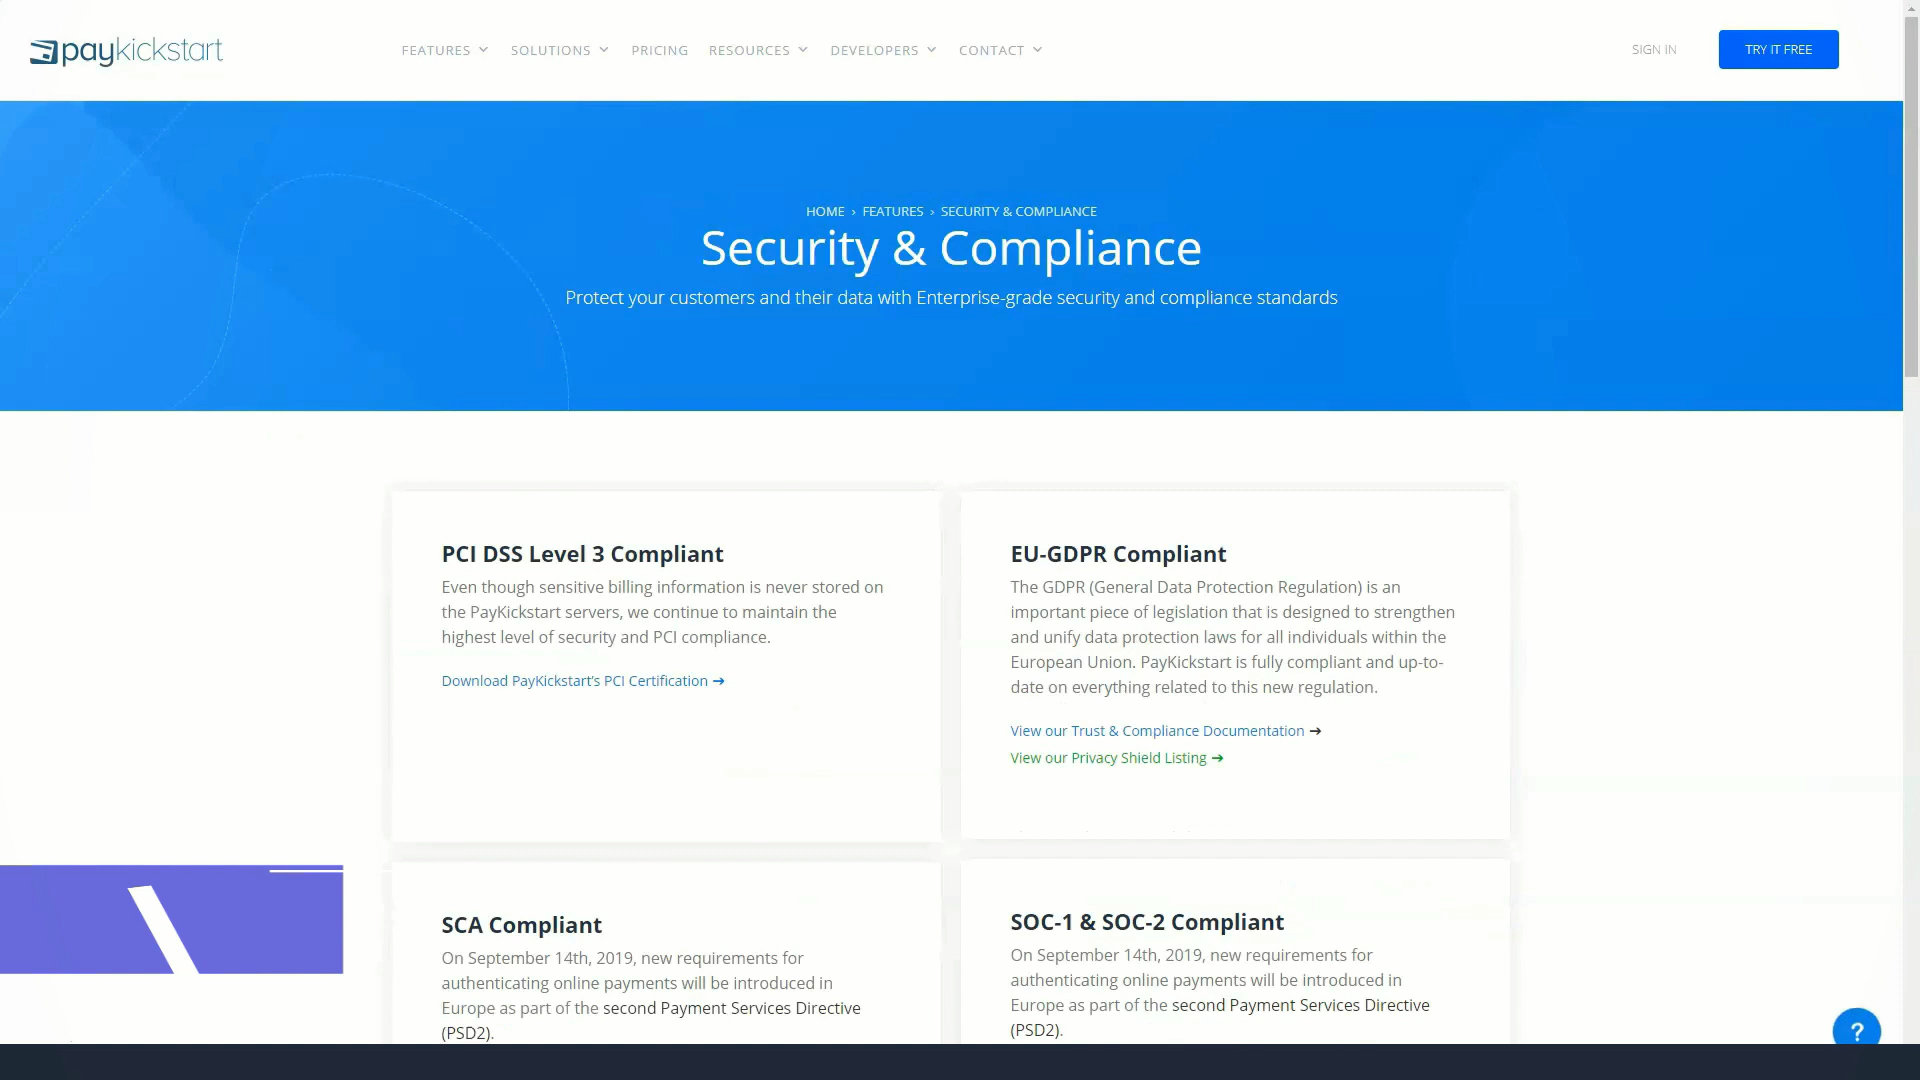 paykickstart
FEATURES SOLUTIONS PRICING RESOURCES DEVELOPERS CONTACT SIGN IN TRY IT FREE
HOME › FEATURES › SECURITY & COMPLIANCE
Security & Compliance
Protect your customers and their data with Enterprise-grade security and compliance standards
PCI DSS Level 3 Compliant
Even though sensitive billing information is never stored on
the PayKickstart servers, we continue to maintain the
highest level of security and PCI compliance.
Download PayKickstart's PCI Certification ➔
EU-GDPR Compliant
The GDPR (General Data Protection Regulation) is an
important piece of legislation that is designed to strengthen
and unify data protection laws for all individuals within the
European Union. PayKickstart is fully compliant and up-to-
date on everything related to this new regulation.
View our Trust & Compliance Documentation ➔
View our Privacy Shield Listing ➔
SCA Compliant
On September 14th, 2019, new requirements for
authenticating online payments will be introduced in
Europe as part of the second Payment Services Directive
(PSD2).
SOC-1 & SOC-2 Compliant
On September 14th, 2019, new requirements for
authenticating online payments will be introduced in
Europe as part of the second Payment Services Directive
(PSD2).
?